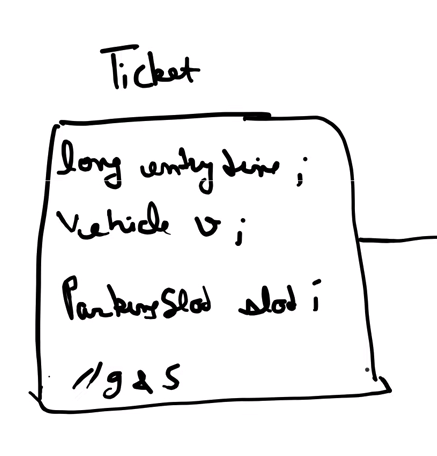 Ticket
long entrytime ;
Vehicle v ;
ParkingSlot slot ;
// g & S